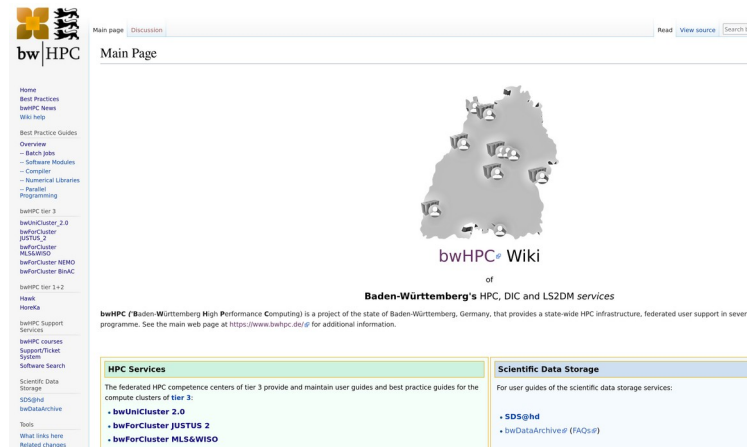 bw|HPC
Main page Discussion
Read View source Search
Main Page
Home
Best Practices
bwHPC News
Wiki help
Best Practice Guides
Overview
– Batch Jobs
– Software Modules
– Compiler
– Numerical Libraries
– Parallel
Programming
bwHPC tier 3
bwUniCluster_2.0
bwForCluster
JUSTUS_2
bwForCluster
MLS&WISO
bwForCluster NEMO
bwForCluster BinAC
bwHPC tier 1+2
Hawk
HoreKa
bwHPC Support
Services
bwHPC courses
Support/Ticket
System
Software Search
Scientifc Data
Storage
SDS@hd
bwDataArchive
Tools
What links here
Related changes
bwHPC Wiki
of
Baden-Württemberg's HPC, DIC and LS2DM services
bwHPC ('Baden-Württemberg High Performance Computing) is a project of the state of Baden-Württemberg, Germany, that provides a state-wide HPC infrastructure, federated user support in sever
programme. See the main web page at https://www.bwhpc.de/ for additional information.
HPC Services
The federated HPC competence centers of tier 3 provide and maintain user guides and best practice guides for the
compute clusters of tier 3:
• bwUniCluster 2.0
• bwForCluster JUSTUS 2
• bwForCluster MLS&WISO
Scientific Data Storage
For user guides of the scientific data storage services:
• SDS@hd
• bwDataArchive (FAQs)